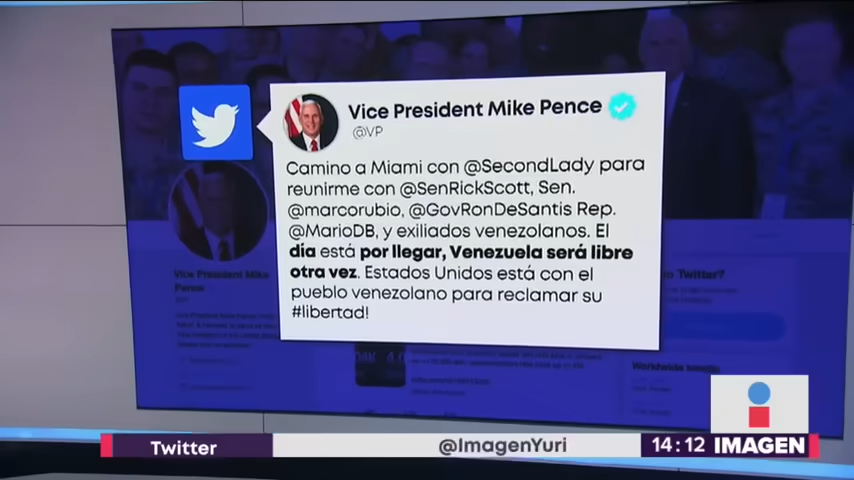 Vice President Mike Pence
@VP
Camino a Miami con @SecondLady para
reunirme con @SenRickScott, Sen.
@marcorubio, @GovRonDeSantis Rep.
@MarioDB, y exiliados venezolanos. El
día está por llegar, Venezuela será libre
otra vez. Estados Unidos está con el
pueblo venezolano para reclamar su
#libertad!
Vice President Mike
Pence
Twitter?
Worldwide
Twitter
@ImagenYuri
14:12
IMAGEN